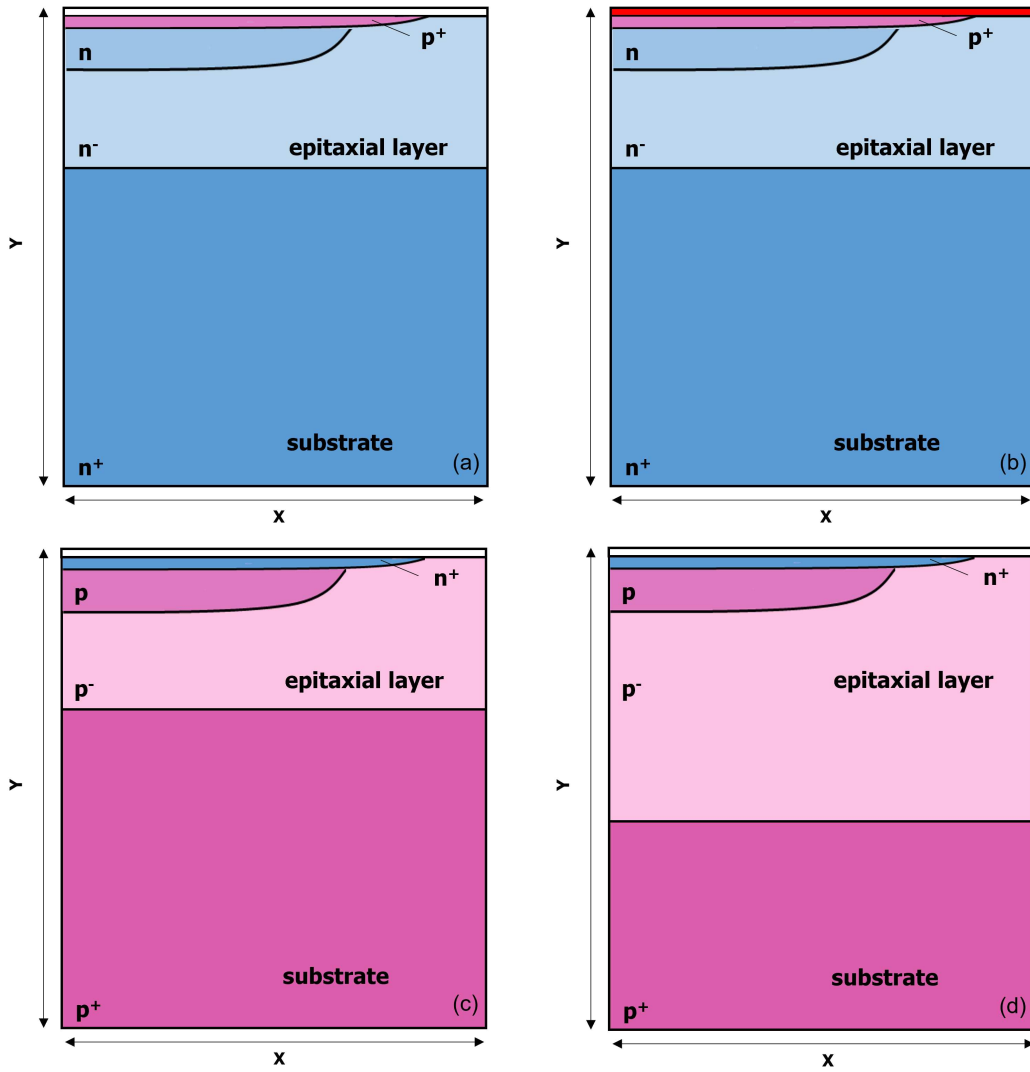 p⁺
n
n⁻
epitaxial layer
Y
substrate
n⁺
(a)
X
p⁺
n
n⁻
epitaxial layer
Y
substrate
n⁺
(b)
X
n⁺
p
p⁻
epitaxial layer
Y
substrate
p⁺
(c)
X
n⁺
p
p⁻
epitaxial layer
Y
substrate
p⁺
(d)
X